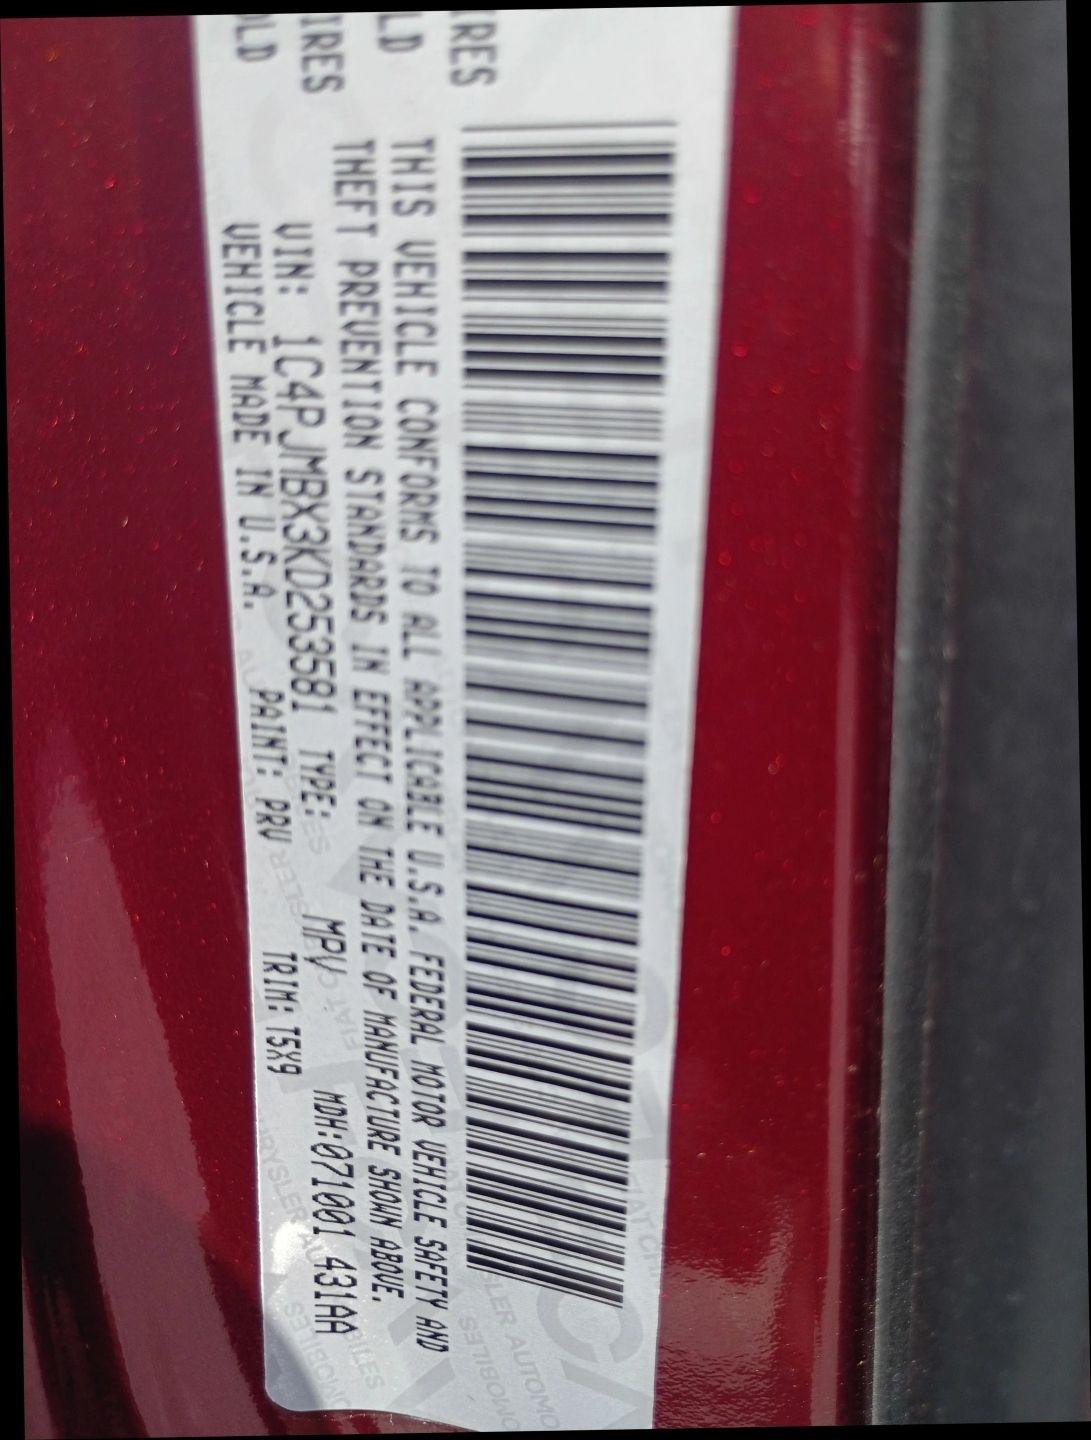 IRES
LD
IRES
OLD
THIS VEHICLE CONFORMS TO ALL APPLICABLE U.S.A. FEDERAL MOTOR VEHICLE SAFETY AND
THEFT PREVENTION STANDARDS IN EFFECT ON THE DATE OF MANUFACTURE SHOWN ABOVE.
VIN: 1C4PJMBX3KD253581 TYPE: MPV MDH:071001 431AA
VEHICLE MADE IN U.S.A. PAINT: PRV TRIM: T5X9